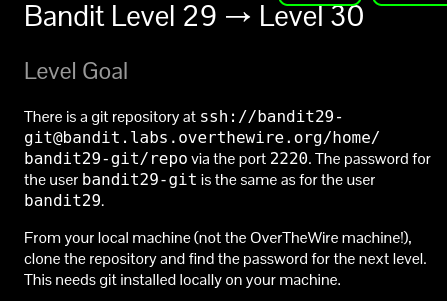 Bandit Level 29 → Level 30
Level Goal
There is a git repository at ssh://bandit29-
git@bandit.labs.overthewire.org/home/
bandit29-git/repo via the port 2220. The password for
the user bandit29-git is the same as for the user
bandit29.
From your local machine (not the OverTheWire machine!),
clone the repository and find the password for the next level.
This needs git installed locally on your machine.